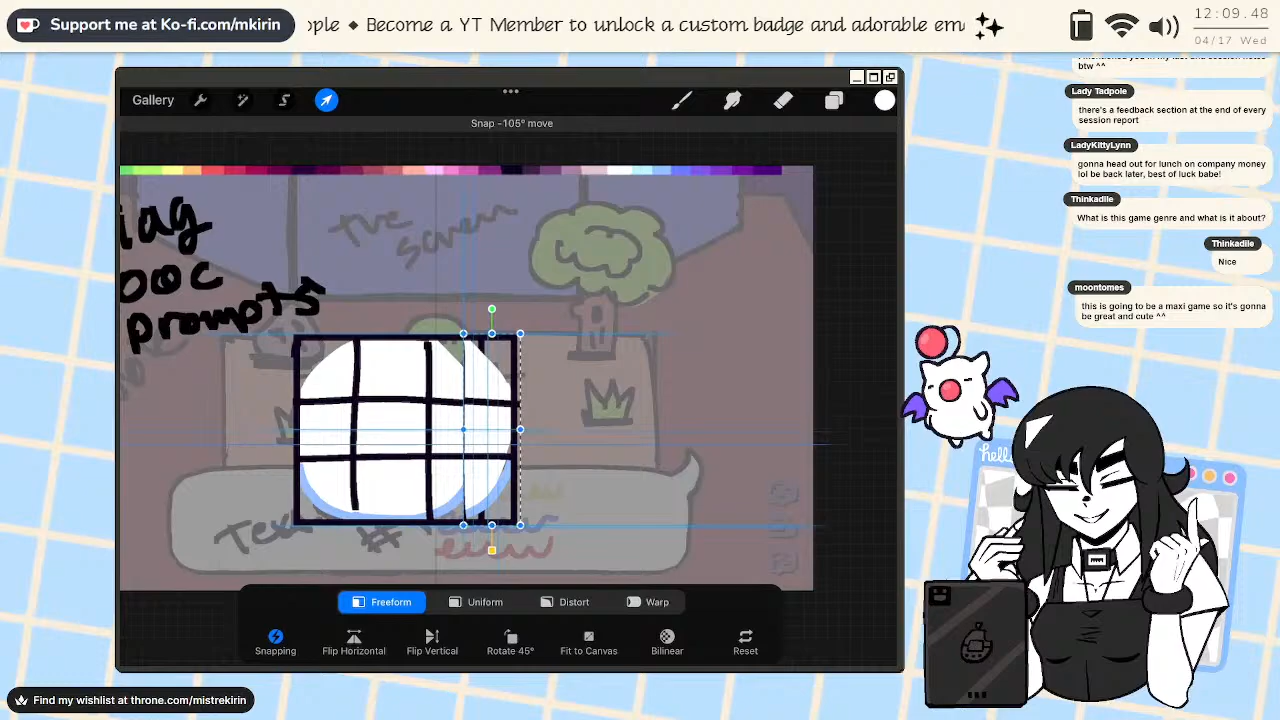 Support me at Ko-fi.com/mkirin
ople ◆ Become a YT Member to unlock a custom badge and adorable em
12:09.48
04/17 Wed
btw ^^
Lady Tadpole
there's a feedback section at the end of every
session report
LadyKittyLynn
gonna head out for lunch on company money
lol be back later, best of luck babe!
Thinkadile
What is this game genre and what is it about?
Thinkadile
Nice
moontomes
this is going to be a maxi game so it's gonna
be great and cute ^^
Gallery
Snap -105° move
iag
ooc
prompts
The
screen
Text
#
Freeform
Uniform
Distort
Warp
Snapping
Flip Horizontal
Flip Vertical
Rotate 45°
Fit to Canvas
Bilinear
Reset
hello
Find my wishlist at throne.com/mistrekirin